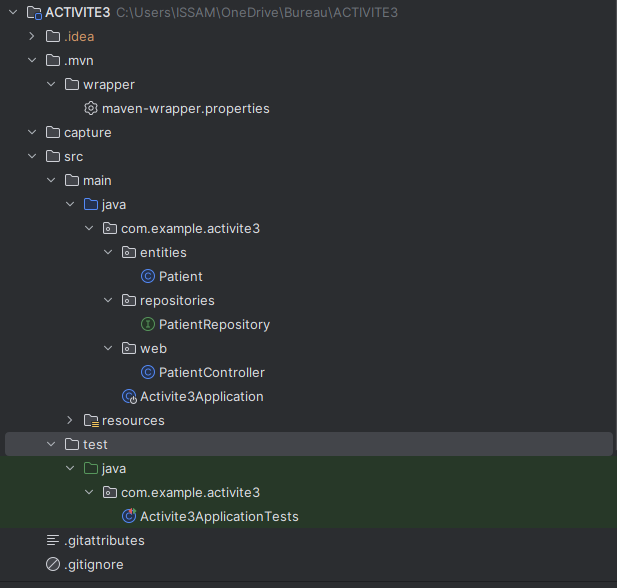 ACTIVITE3 C:\Users\ISSAM\OneDrive\Bureau\ACTIVITE3
.idea
.mvn
wrapper
maven-wrapper.properties
capture
src
main
java
com.example.activite3
entities
Patient
repositories
PatientRepository
web
PatientController
Activite3Application
resources
test
java
com.example.activite3
Activite3ApplicationTests
.gitattributes
.gitignore